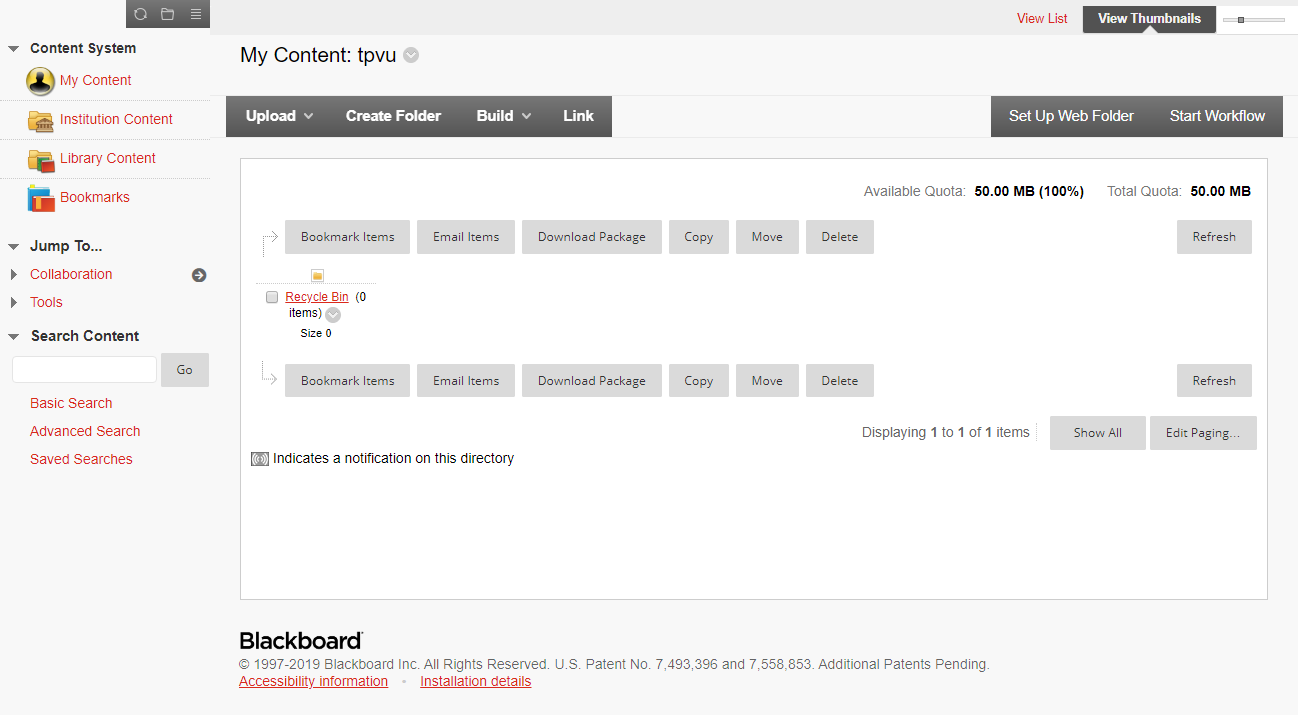 View List
View Thumbnails
Content System
My Content
Institution Content
Library Content
Bookmarks
Jump To...
Collaboration
Tools
Search Content
Go
Basic Search
Advanced Search
Saved Searches
My Content: tpvu
Upload Create Folder Build Link
Set Up Web Folder Start Workflow
Available Quota: 50.00 MB (100%) Total Quota: 50.00 MB
Bookmark Items Email Items Download Package Copy Move Delete Refresh
Recycle Bin (0
items)
Size 0
Bookmark Items Email Items Download Package Copy Move Delete Refresh
Displaying 1 to 1 of 1 items Show All Edit Paging...
Indicates a notification on this directory
Blackboard
© 1997-2019 Blackboard Inc. All Rights Reserved. U.S. Patent No. 7,493,396 and 7,558,853. Additional Patents Pending.
Accessibility information • Installation details